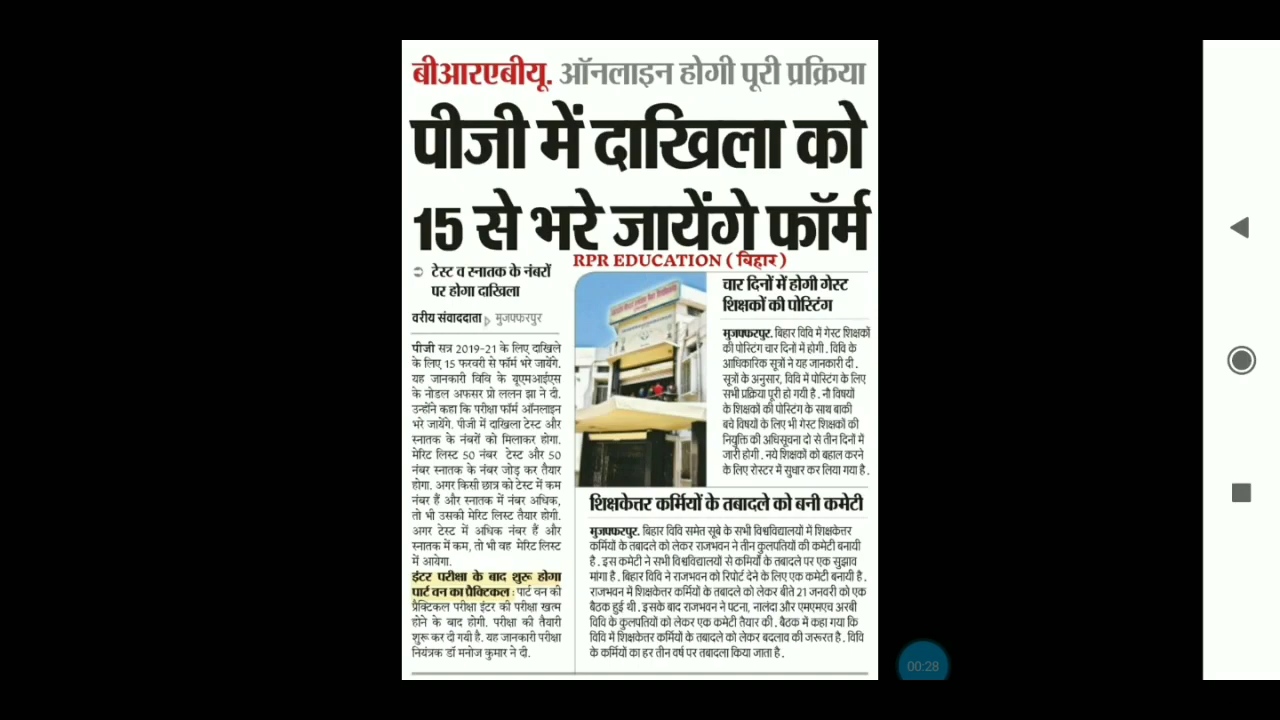 बीआरएबीयू. ऑनलाइन होगी पूरी प्रक्रिया
पीजी में दाखिला को
15 से भरे जायेंगे फॉर्म
RPR EDUCATION ( बिहार )
टेस्ट व स्नातक के नंबरों
पर होगा दाखिला
वरीय संवाददाता मुजफ्फरपुर
पीजी सत्र 2019-21 के लिए दाखिले
के लिए 15 फरवरी से फॉर्म भरे जायेंगे.
यह जानकारी विवि के यूएमआईएस
के नोडल अफसर प्रो ललन झा ने दी.
उन्होंने कहा कि परीक्षा फॉर्म ऑनलाइन
भरे जायेंगे. पीजी में दाखिला टेस्ट और
स्नातक के नंबरों को मिलाकर होगा.
मेरिट लिस्ट 50 नंबर टेस्ट और 50
नंबर स्नातक के नंबर जोड़ कर तैयार
होगा. अगर किसी छात्र को टेस्ट में कम
नंबर हैं और स्नातक में नंबर अधिक,
तो भी उसकी मेरिट लिस्ट तैयार होगी.
अगर टेस्ट में अधिक नंबर हैं और
स्नातक में कम, तो भी वह मेरिट लिस्ट
में आयेगा.
इंटर परीक्षा के बाद शुरू होगा
पार्ट वन का प्रैक्टिकल : पार्ट वन की
प्रैक्टिकल परीक्षा इंटर की परीक्षा खत्म
होने के बाद होगी. परीक्षा की तैयारी
शुरू कर दी गयी है. यह जानकारी परीक्षा
नियंत्रक डॉ मनोज कुमार ने दी.
चार दिनों में होगी गेस्ट
शिक्षकों की पोस्टिंग
मुजफ्फरपुर. बिहार विवि में गेस्ट शिक्षकों
की पोस्टिंग चार दिनों में होगी. विवि के
आधिकारिक सूत्रों ने यह जानकारी दी.
सूत्रों के अनुसार, विवि में पोस्टिंग के लिए
सभी प्रक्रिया पूरी हो गयी है. नौ विषयों
के शिक्षकों की पोस्टिंग के साथ बाकी
बचे विषयों के लिए भी गेस्ट शिक्षकों की
नियुक्ति की अधिसूचना दो से तीन दिनों में
जारी होगी. नये शिक्षकों को बहाल करने
के लिए रोस्टर में सुधार कर लिया गया है.
शिक्षकेत्तर कर्मियों के तबादले को बनी कमेटी
मुजफ्फरपुर. बिहार विवि समेत सूबे के सभी विश्वविद्यालयों में शिक्षकेत्तर
कर्मियों के तबादले को लेकर राजभवन ने तीन कुलपतियों की कमेटी बनायी
है. इस कमेटी ने सभी विश्वविद्यालयों से कर्मियों के तबादले पर एक सुझाव
मांगा है. बिहार विवि ने राजभवन को रिपोर्ट देने के लिए एक कमेटी बनायी है.
राजभवन में शिक्षकेत्तर कर्मियों के तबादले को लेकर बीते 21 जनवरी को एक
बैठक हुई थी. इसके बाद राजभवन ने पटना, नालंदा और एमएमएच अरबी
विवि के कुलपतियों को लेकर एक कमेटी तैयार की. बैठक में कहा गया कि
विवि में शिक्षकेत्तर कर्मियों के तबादले को लेकर बदलाव की जरूरत है. विवि
के कर्मियों का हर तीन वर्ष पर तबादला किया जाता है.
00:28